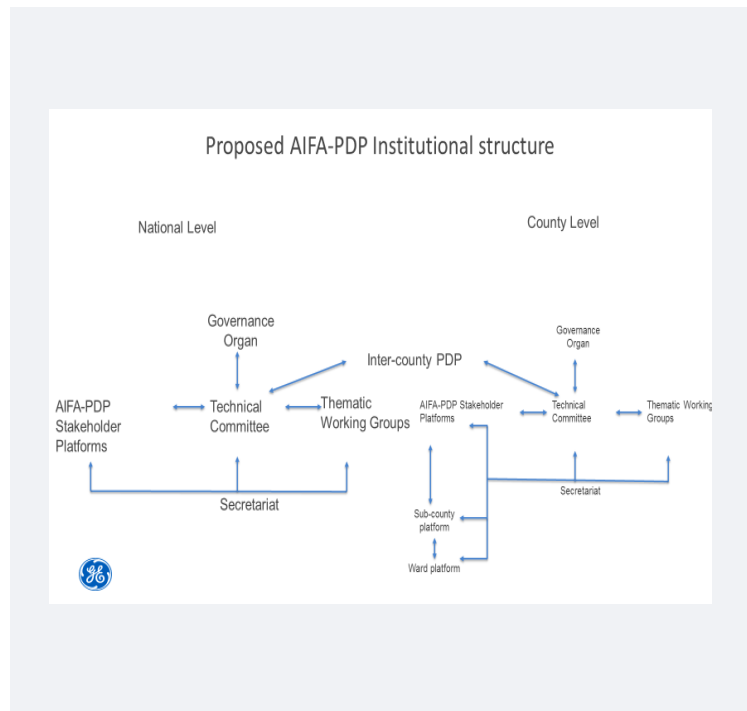 Proposed AIFA-PDP Institutional structure
National Level
County Level
Governance
Organ
Inter-county PDP
Governance
Organ
AIFA-PDP
Stakeholder
Platforms
Technical
Committee
Thematic
Working Groups
AIFA-PDP Stakeholder
Platforms
Technical
Committee
Thematic Working
Groups
Secretariat
Secretariat
Sub-county
platform
Ward platform
GE